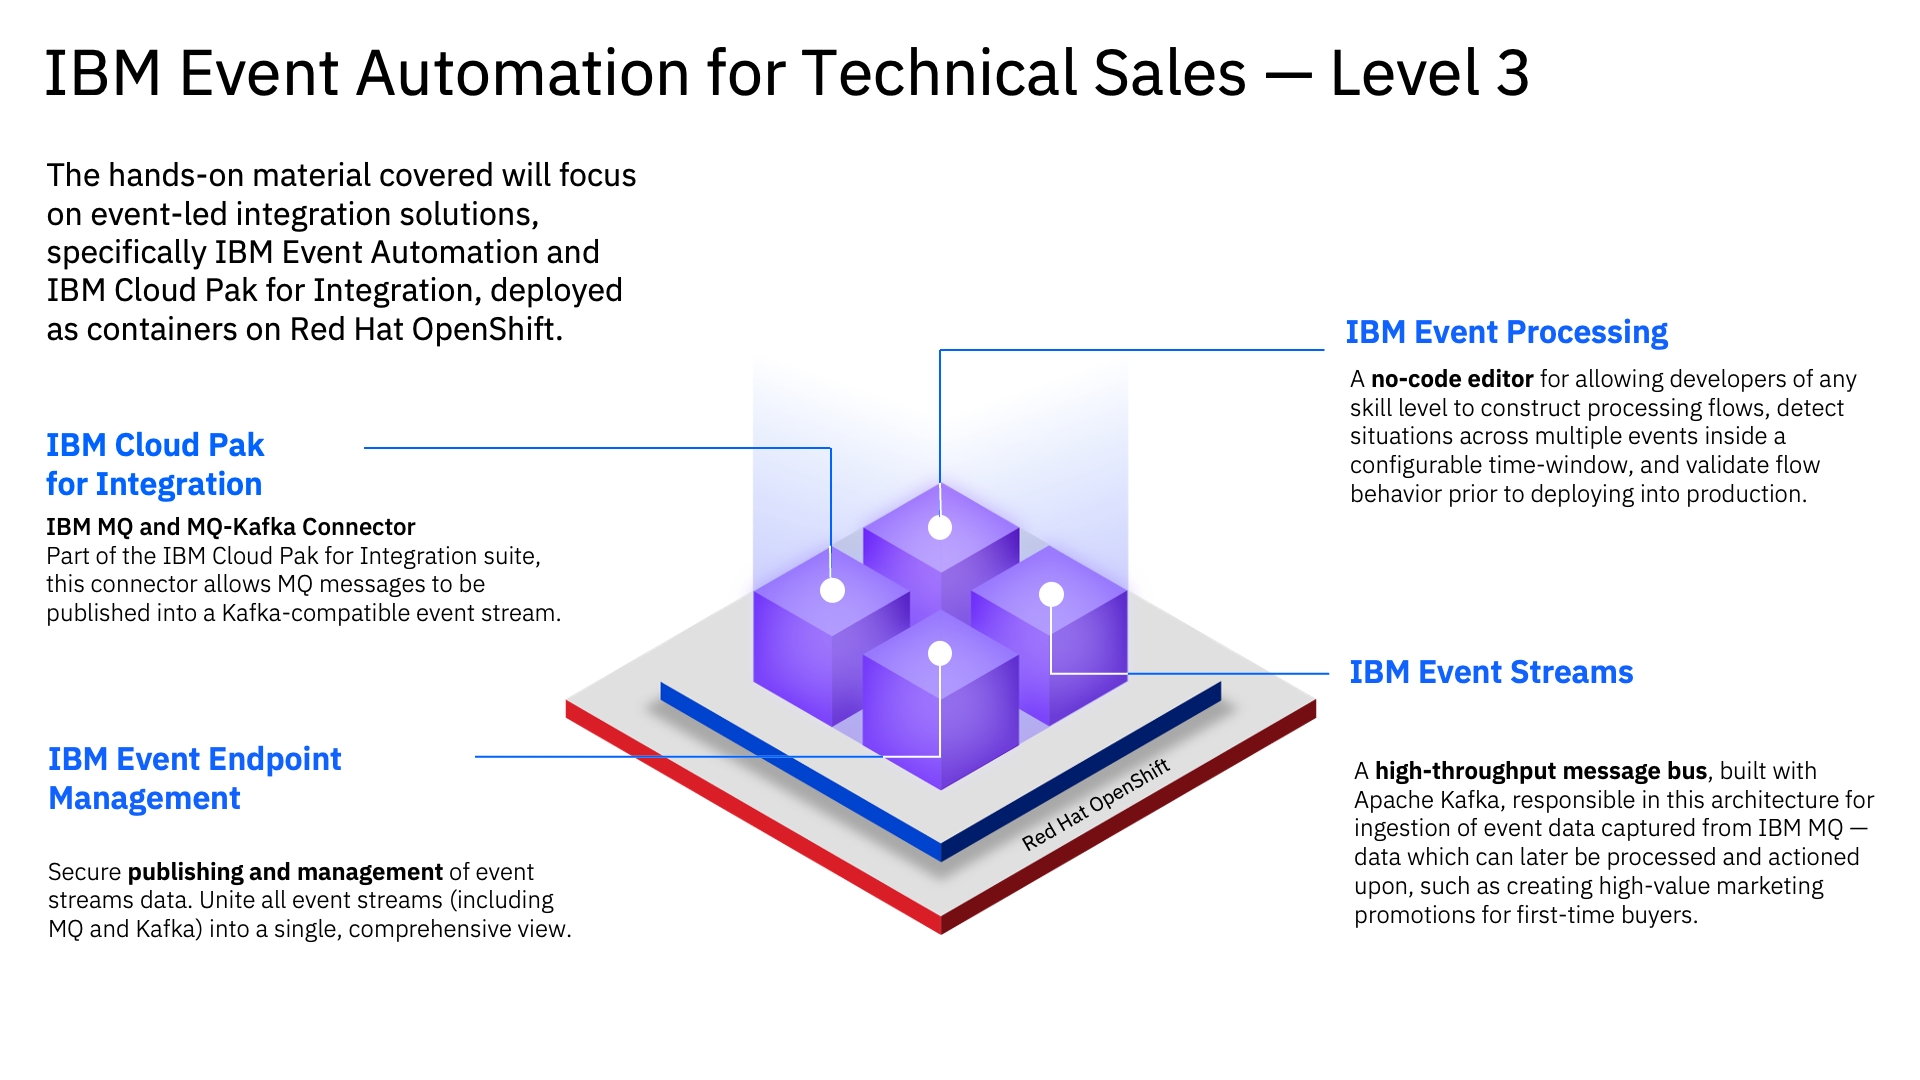 IBM Event Automation for Technical Sales — Level 3
The hands-on material covered will focus
on event-led integration solutions,
specifically IBM Event Automation and
IBM Cloud Pak for Integration, deployed
as containers on Red Hat OpenShift.
IBM Cloud Pak
for Integration
IBM MQ and MQ-Kafka Connector
Part of the IBM Cloud Pak for Integration suite,
this connector allows MQ messages to be
published into a Kafka-compatible event stream.
IBM Event Endpoint
Management
Secure publishing and management of event
streams data. Unite all event streams (including
MQ and Kafka) into a single, comprehensive view.
Red Hat OpenShift
IBM Event Processing
A no-code editor for allowing developers of any
skill level to construct processing flows, detect
situations across multiple events inside a
configurable time-window, and validate flow
behavior prior to deploying into production.
IBM Event Streams
A high-throughput message bus, built with
Apache Kafka, responsible in this architecture for
ingestion of event data captured from IBM MQ —
data which can later be processed and actioned
upon, such as creating high-value marketing
promotions for first-time buyers.